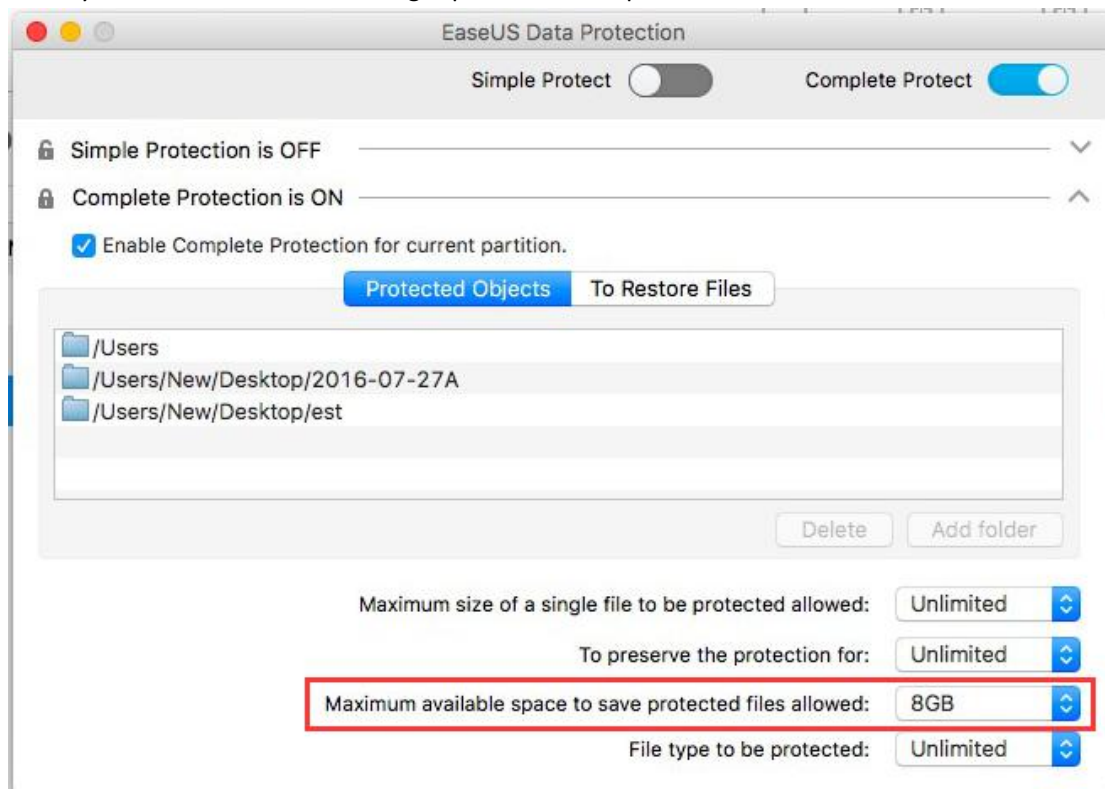 EaseUS Data Protection
Simple Protect Complete Protect
Simple Protection is OFF
Complete Protection is ON
Enable Complete Protection for current partition.
Protected Objects To Restore Files
/Users
/Users/New/Desktop/2016-07-27A
/Users/New/Desktop/est
Delete Add folder
Maximum size of a single file to be protected allowed: Unlimited
To preserve the protection for: Unlimited
Maximum available space to save protected files allowed: 8GB
File type to be protected: Unlimited